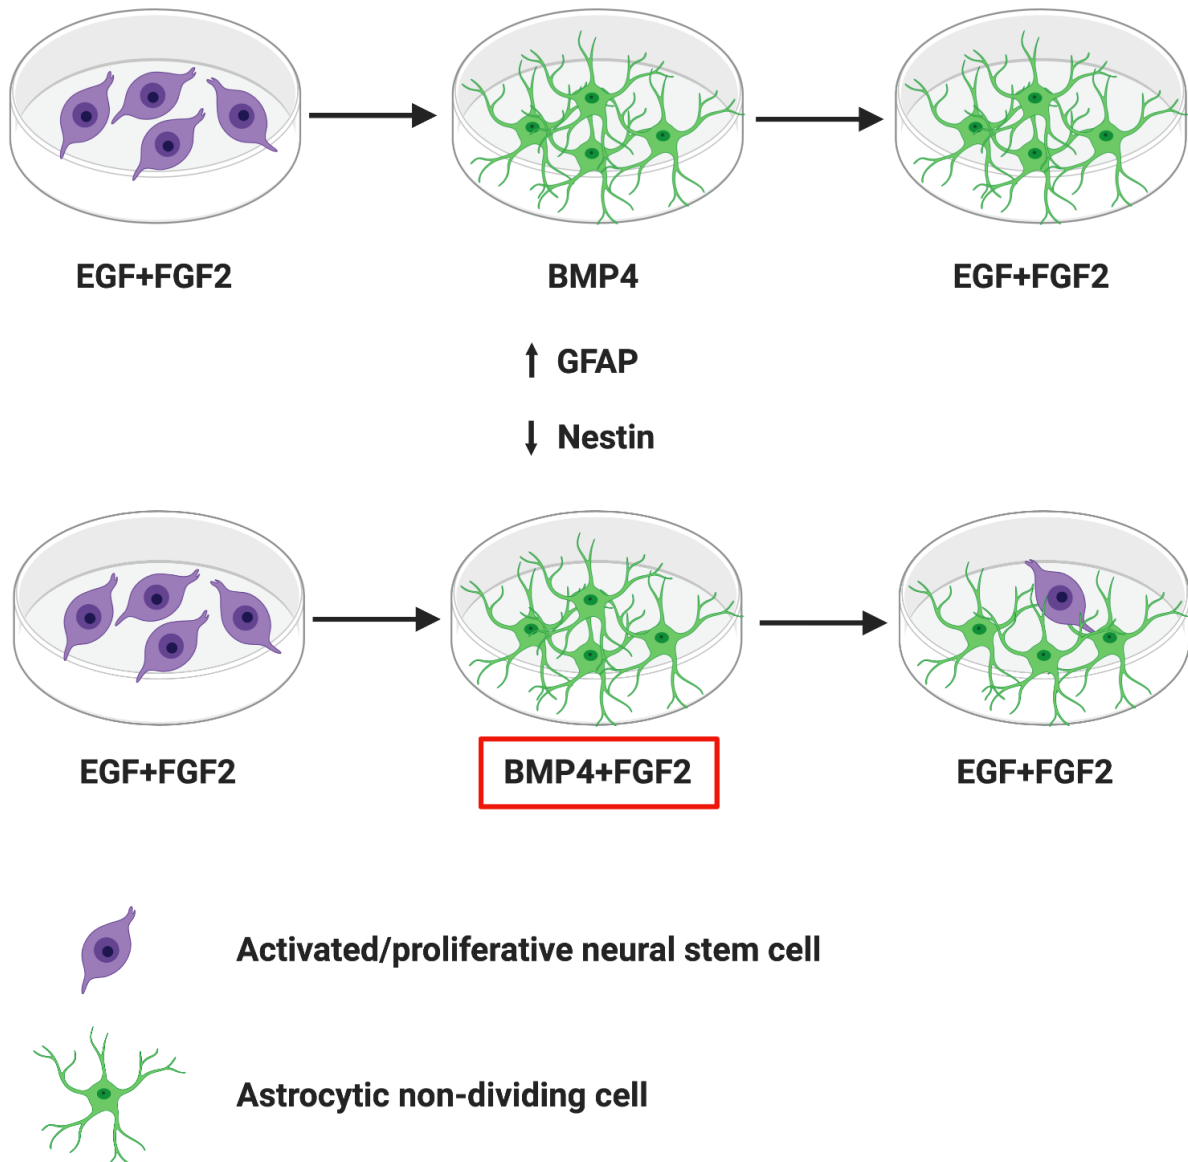 EGF+FGF2
BMP4
EGF+FGF2
↑ GFAP
↓ Nestin
EGF+FGF2
BMP4+FGF2
EGF+FGF2
Activated/proliferative neural stem cell
Astrocytic non-dividing cell